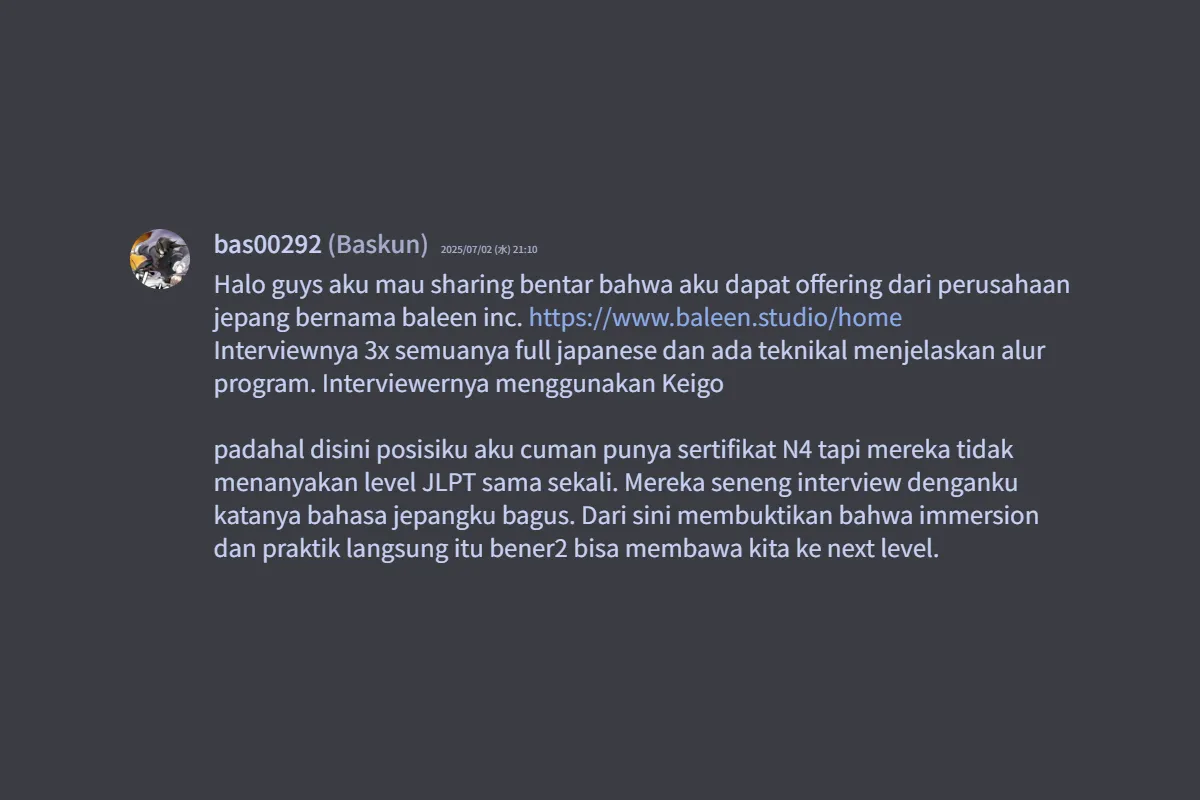 bas00292 (Baskun) 2025/07/02 (水) 21:10
Halo guys aku mau sharing bentar bahwa aku dapat offering dari perusahaan
jepang bernama baleen inc. https://www.baleen.studio/home
Interviewnya 3x semuanya full japanese dan ada teknikal menjelaskan alur
program. Interviewernya menggunakan Keigo
padahal disini posisiku aku cuman punya sertifikat N4 tapi mereka tidak
menanyakan level JLPT sama sekali. Mereka seneng interview denganku
katanya bahasa jepangku bagus. Dari sini membuktikan bahwa immersion
dan praktik langsung itu bener2 bisa membawa kita ke next level.